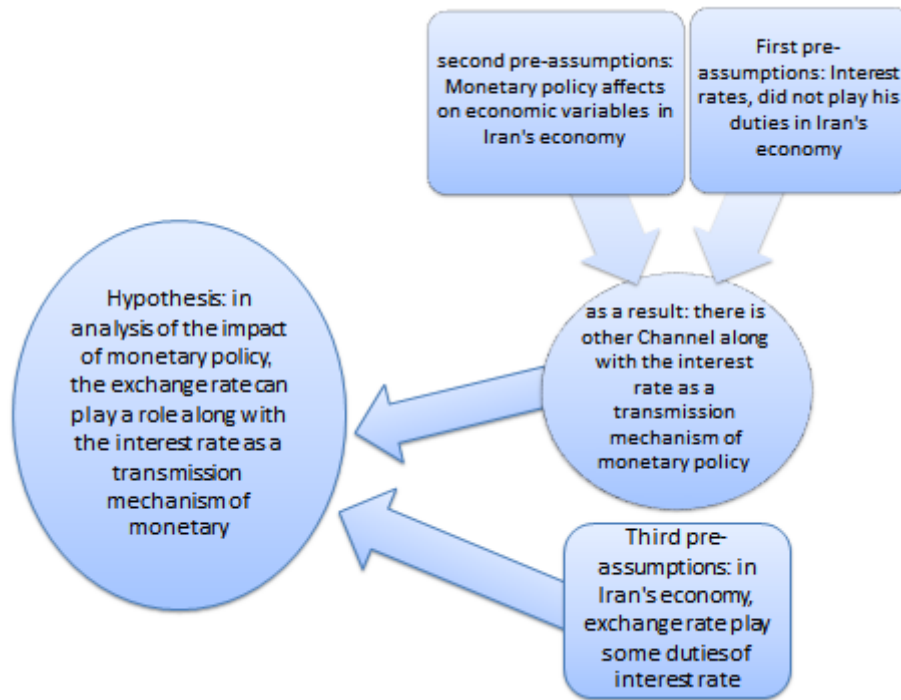 second pre-assumptions:
Monetary policy affects
on economic variables in
Iran's economy
First pre-
assumptions: Interest
rates, did not play his
duties in Iran's
economy
as a result: there is
other Channel along
with the interest
rate as a
transmission
mechanism of
monetary policy
Hypothesis: in
analysis of the impact
of monetary policy,
the exchange rate can
play a role along with
the interest rate as a
transmission
mechanism of
monetary
Third pre-
assumptions: in
Iran's economy,
exchange rate play
some duties of
interest rate